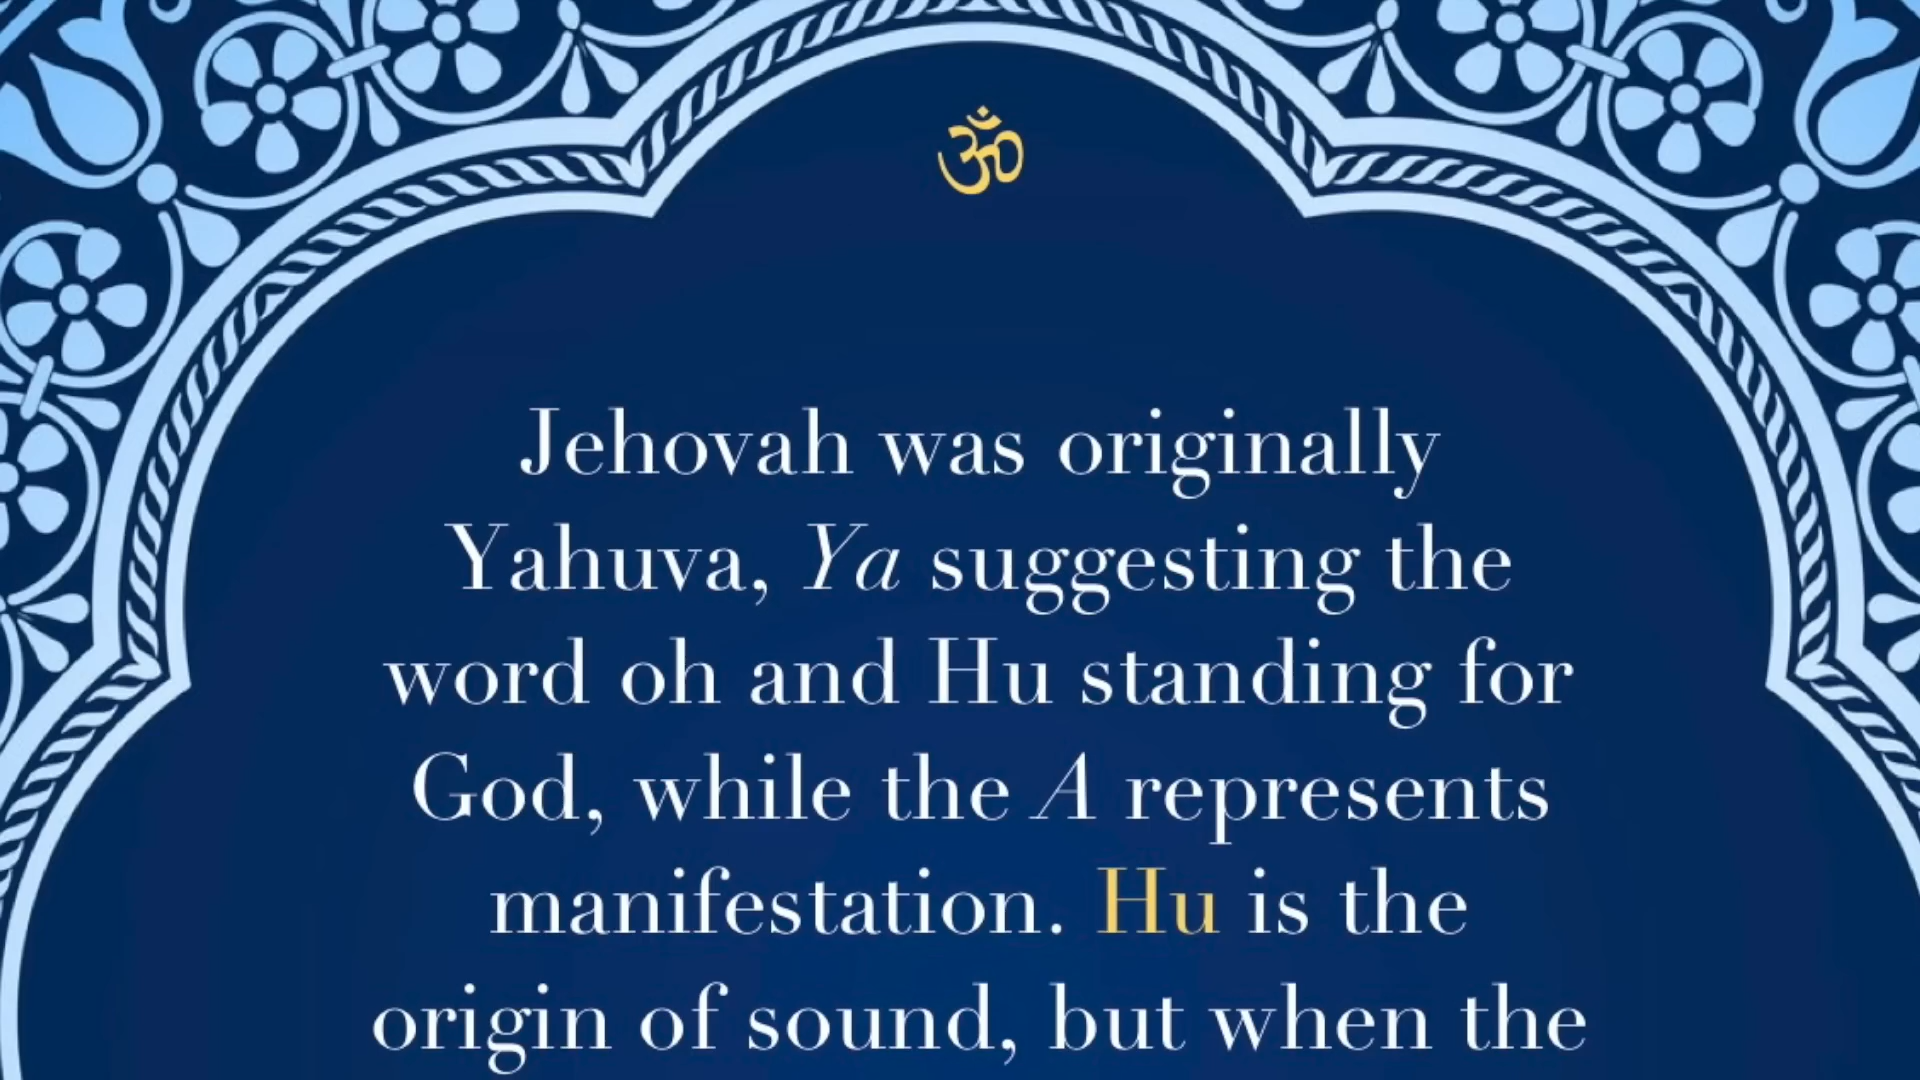 ॐ
Jehovah was originally
Yahuva, Ya suggesting the
word oh and Hu standing for
God, while the A represents
manifestation. Hu is the
origin of sound, but when the